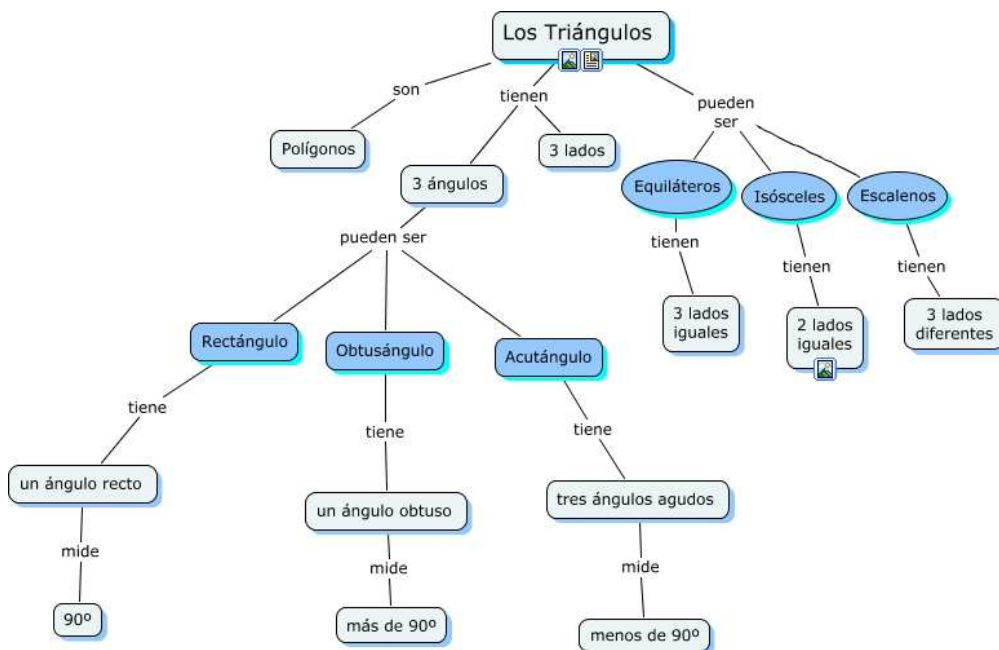 Los Triángulos
son
tienen
pueden
ser
Polígonos
3 lados
3 ángulos
Equiláteros
Isósceles
Escalenos
pueden ser
tienen
tienen
tienen
3 lados
iguales
2 lados
iguales
3 lados
diferentes
Rectángulo
Obtusángulo
Acutángulo
tiene
tiene
tiene
un ángulo recto
un ángulo obtuso
tres ángulos agudos
mide
mide
mide
90º
más de 90º
menos de 90º